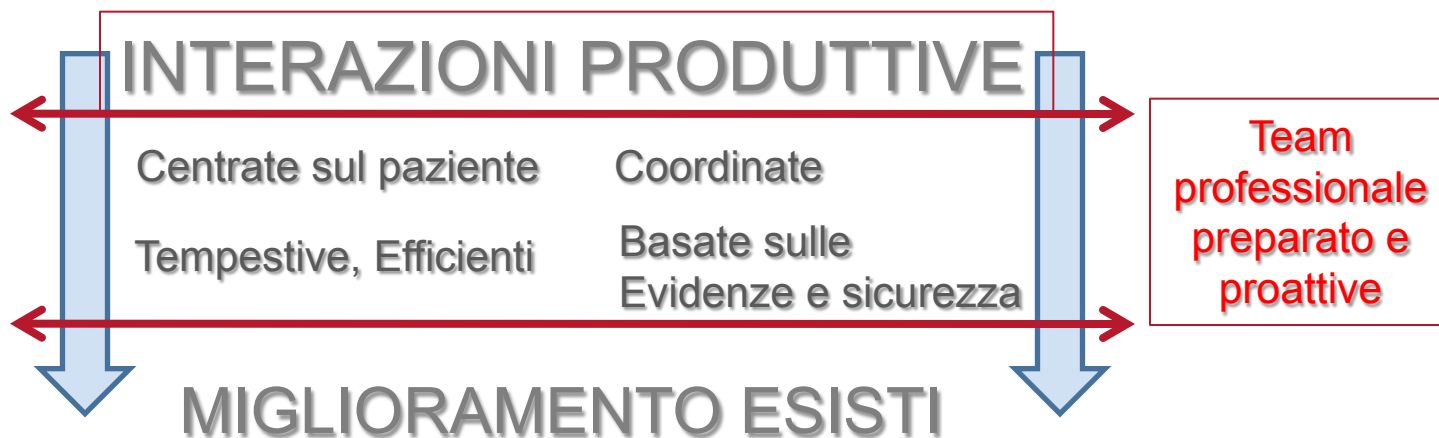 INTERAZIONI PRODUTTIVE
Centrate sul paziente
Coordinate
Tempestive, Efficienti
Basate sulle
Evidenze e sicurezza
Team
professionale
preparato e
proattive
MIGLIORAMENTO ESISTI